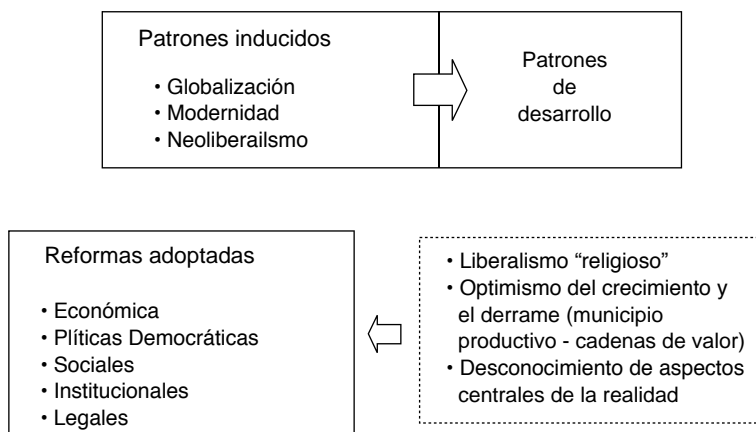 Patrones inducidos
• Globalización
• Modernidad
• Neoliberailsmo
Patrones
de
desarrollo
Reformas adoptadas
• Económica
• Plíticas Democráticas
• Sociales
• Institucionales
• Legales
• Liberalismo “religioso”
• Optimismo del crecimiento y
el derrame (municipio
productivo - cadenas de valor)
• Desconocimiento de aspectos
centrales de la realidad